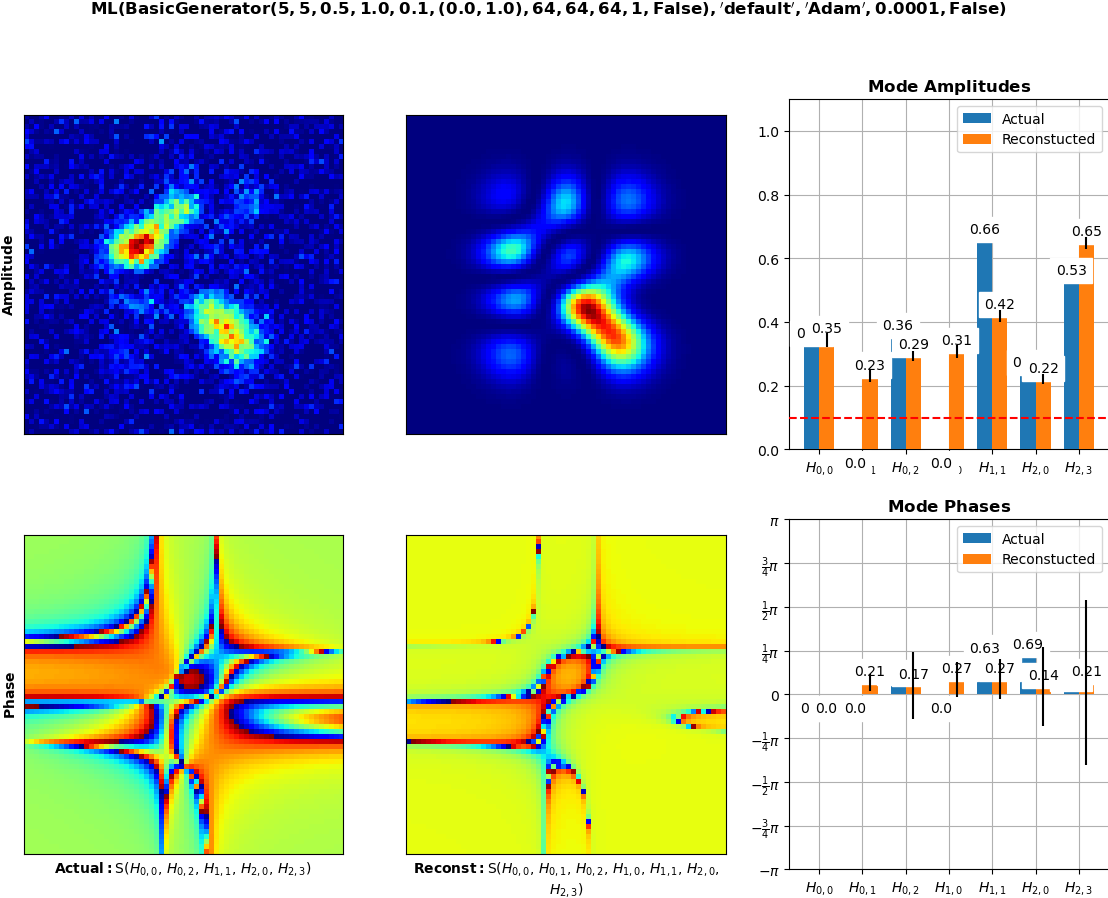 ML(BasicGenerator(5, 5, 0.5, 1.0, 0.1, (0.0, 1.0), 64, 64, 64, 1, False), 'default', 'Adam', 0.0001, False)
Amplitude
Mode Amplitudes
Actual
Reconstucted
1.0
0.8
0.6
0.4
0.2
0.0
0
0.35
0.0
0.23
0.36
0.29
0.0
0.31
0.66
0.42
0
0.22
0.53
0.65
H0,0
1
H0,2
H1,1
H2,0
H2,3
Phase
Actual: S(H0,0, H0,2, H1,1, H2,0, H2,3)
Reconst: S(H0,0, H0,1, H0,2, H1,0, H1,1, H2,0,
H2,3)
Mode Phases
Actual
Reconstucted
π
3/4π
1/2π
1/4π
0
−1/4π
−1/2π
−3/4π
−π
0
0.0
0.0
0.21
0.17
0.0
0.27
0.63
0.27
0.69
0.14
0.21
H0,0
H0,1
H0,2
H1,0
H1,1
H2,0
H2,3